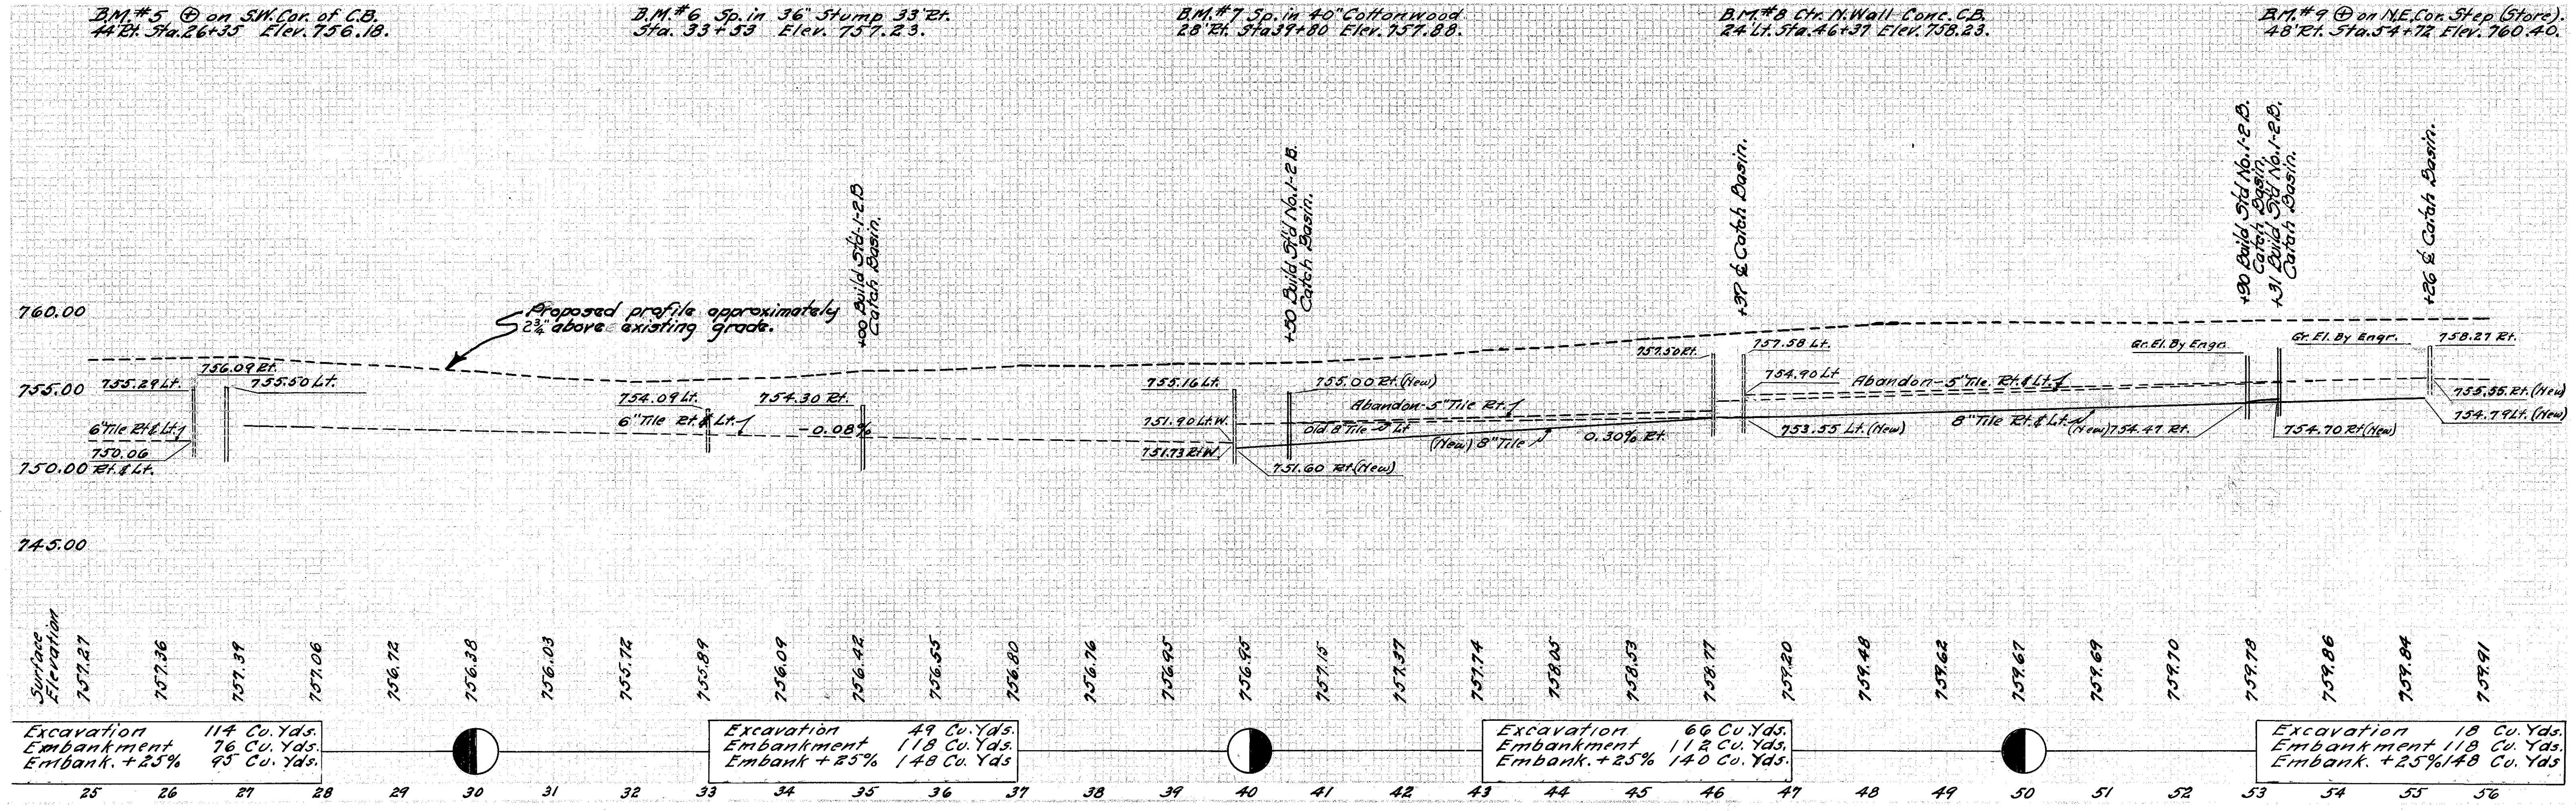 B.M.#5 ⊕ on S.W.Cor. of C.B.
44'Rt. Sta.26+35 Elev. 756.18.
B.M.#6 Sp. in 36" Stump 33'Rt.
Sta. 33+53 Elev. 757.23.
B.M.#7 Sp. in 40" Cottonwood
28'Rt. Sta39+80 Elev. 757.88.
B.M.#8 Ctr. N.Wall Conc. C.B.
24'Lt. Sta.46+37 Elev. 758.23.
B.M.#9 ⊕ on N.E.Cor. Step (Store).
48'Rt. Sta.54+72 Elev. 760.40.
+00 Build Std-1-2B
Catch Basin.
+50 Build Std No.1-2B.
Catch Basin.
+37 ℄ Catch Basin.
+90 Build Std No.1-2B.
Catch Basin.
+31 Build Std No.1-2B.
Catch Basin.
+26 ℄ Catch Basin.
760.00
755.00
750.00
745.00
Proposed profile approximately
2¾" above existing grade.
755.29 Lt.
756.09 Rt.
755.50 Lt.
6"Tile Rt & Lt.
750.06
Rt. & Lt.
754.09 Lt.
6" Tile Rt. & Lt.
754.30 Rt.
-0.08%
755.16 Lt.
751.90 Lt.W.
751.73 Rt.W.
755.00 Rt.(New)
Abandon-5"Tile Rt.
Old 8"Tile Lt
751.60 Rt.(New)
(New) 8"Tile
0.30% Rt.
757.50 Rt.
757.58 Lt.
754.90 Lt
Abandon-5"Tile Rt. & Lt.
753.55 Lt.(New)
8"Tile Rt. & Lt.
(New)
754.47 Rt.
Gr.El. By Engr.
Gr.El. By Engr.
754.70 Rt(New)
758.27 Rt.
755.55 Rt.(New)
754.79 Lt.(New)
Surface
Elevation
757.27
757.36
757.39
757.06
756.72
756.38
756.03
755.72
755.89
756.09
756.42
756.55
756.80
756.76
756.95
756.95
757.15
757.37
757.74
758.05
758.53
758.77
759.20
759.48
759.62
759.67
759.69
759.70
759.78
759.86
759.84
759.91
Excavation 114 Cu.Yds.
Embankment 76 Cu.Yds.
Embank. +25% 95 Cu.Yds.
Excavation 49 Cu.Yds.
Embankment 118 Cu.Yds.
Embank +25% 148 Cu.Yds
Excavation 66 Cu.Yds.
Embankment 112 Cu.Yds.
Embank. +25% 140 Cu.Yds.
Excavation 18 Cu.Yds.
Embankment 118 Cu.Yds.
Embank. +25% 148 Cu.Yds
25 26 27 28 29 30 31 32 33 34 35 36 37 38 39 40 41 42 43 44 45 46 47 48 49 50 51 52 53 54 55 56